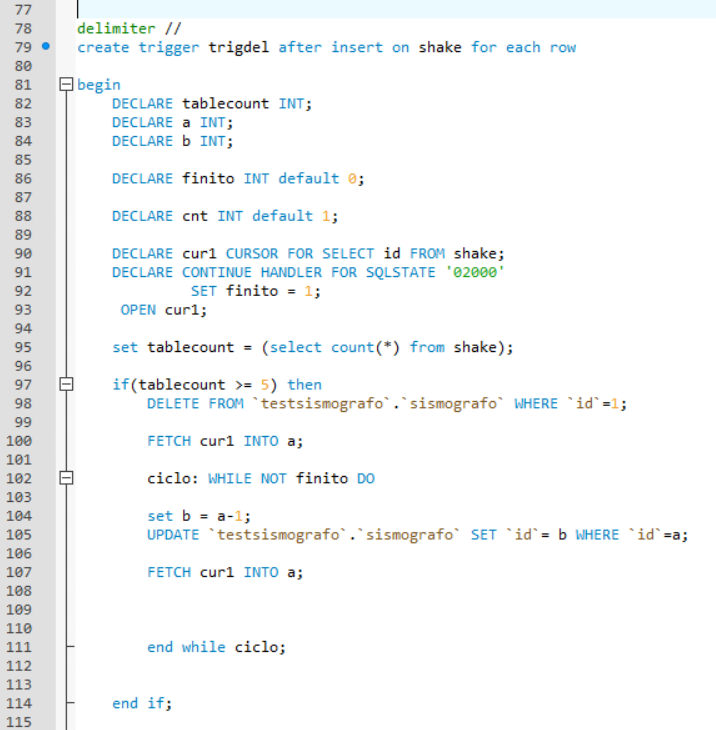 77
78 delimiter //
79 create trigger trigdel after insert on shake for each row
80
81 begin
82 DECLARE tablecount INT;
83 DECLARE a INT;
84 DECLARE b INT;
85
86 DECLARE finito INT default 0;
87
88 DECLARE cnt INT default 1;
89
90 DECLARE cur1 CURSOR FOR SELECT id FROM shake;
91 DECLARE CONTINUE HANDLER FOR SQLSTATE '02000'
92 SET finito = 1;
93 OPEN cur1;
94
95 set tablecount = (select count(*) from shake);
96
97 if(tablecount >= 5) then
98 DELETE FROM `testsismografo`.`sismografo` WHERE `id`=1;
99
100 FETCH cur1 INTO a;
101
102 ciclo: WHILE NOT finito DO
103
104 set b = a-1;
105 UPDATE `testsismografo`.`sismografo` SET `id`= b WHERE `id`=a;
106
107 FETCH cur1 INTO a;
108
109
110
111 end while ciclo;
112
113
114 end if;
115